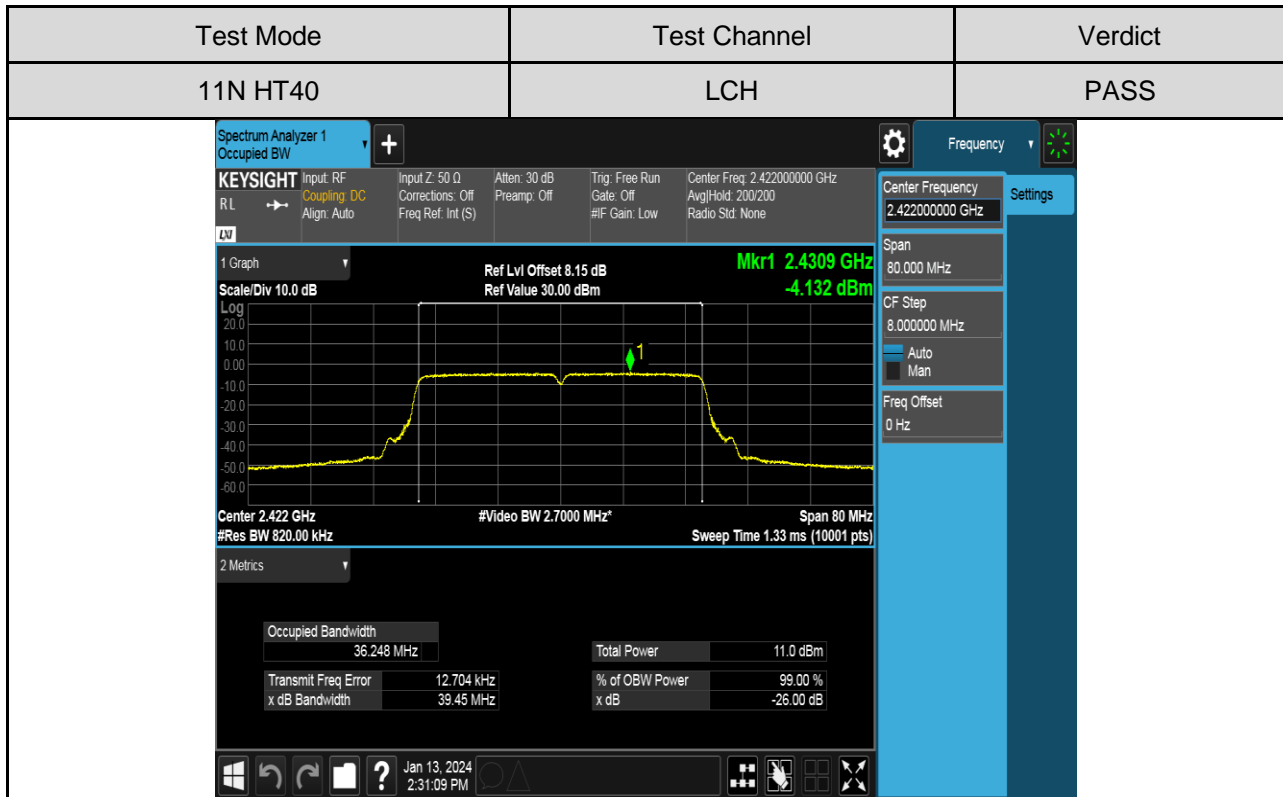 Test Mode Test Channel Verdict
11N HT40 LCH PASS
Spectrum Analyzer 1
Occupied BW
+
Frequency
KEYSIGHT
RL
LXI
Input: RF
Coupling: DC
Align: Auto
Input Z: 50 Ω
Corrections: Off
Freq Ref: Int (S)
Atten: 30 dB
Preamp: Off
Trig: Free Run
Gate: Off
#IF Gain: Low
Center Freq: 2.422000000 GHz
Avg|Hold: 200/200
Radio Std: None
Center Frequency
2.422000000 GHz
Settings
Span
80.000 MHz
CF Step
8.000000 MHz
Auto
Man
Freq Offset
0 Hz
1 Graph
Scale/Div 10.0 dB
Ref Lvl Offset 8.15 dB
Ref Value 30.00 dBm
Mkr1 2.4309 GHz
-4.132 dBm
Log
20.0
10.0
0.00
-10.0
-20.0
-30.0
-40.0
-50.0
-60.0
1
Center 2.422 GHz #Video BW 2.7000 MHz* Span 80 MHz
#Res BW 820.00 kHz Sweep Time 1.33 ms (10001 pts)
2 Metrics
Occupied Bandwidth
36.248 MHz
Total Power 11.0 dBm
Transmit Freq Error 12.704 kHz
% of OBW Power 99.00 %
x dB Bandwidth 39.45 MHz
x dB -26.00 dB
?
Jan 13, 2024
2:31:09 PM